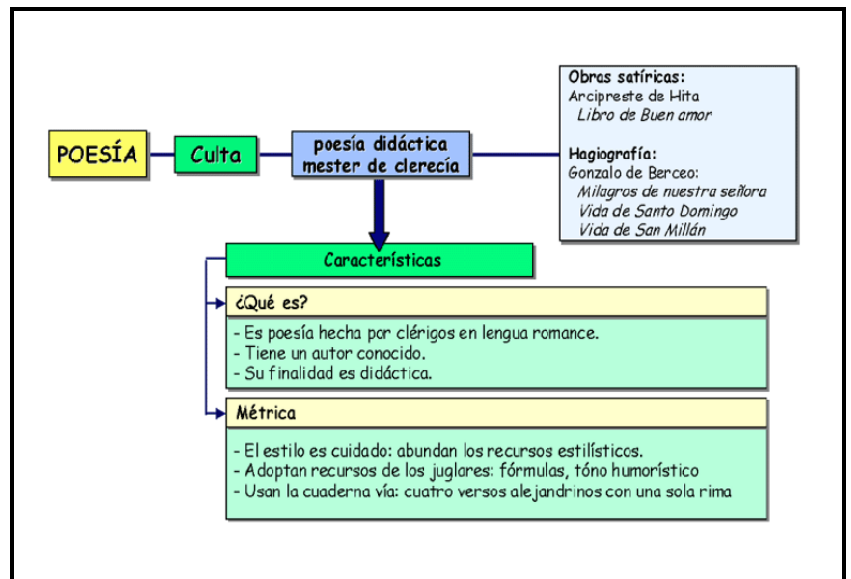 POESÍA
Culta
poesía didáctica
mester de clerecía
Obras satíricas:
Arcipreste de Hita
Libro de Buen amor
Hagiografía:
Gonzalo de Berceo:
Milagros de nuestra señora
Vida de Santo Domingo
Vida de San Millán
Características
¿Qué es?
- Es poesía hecha por clérigos en lengua romance.
- Tiene un autor conocido.
- Su finalidad es didáctica.
Métrica
- El estilo es cuidado: abundan los recursos estilísticos.
- Adoptan recursos de los juglares: fórmulas, tóno humorístico
- Usan la cuaderna vía: cuatro versos alejandrinos con una sola rima